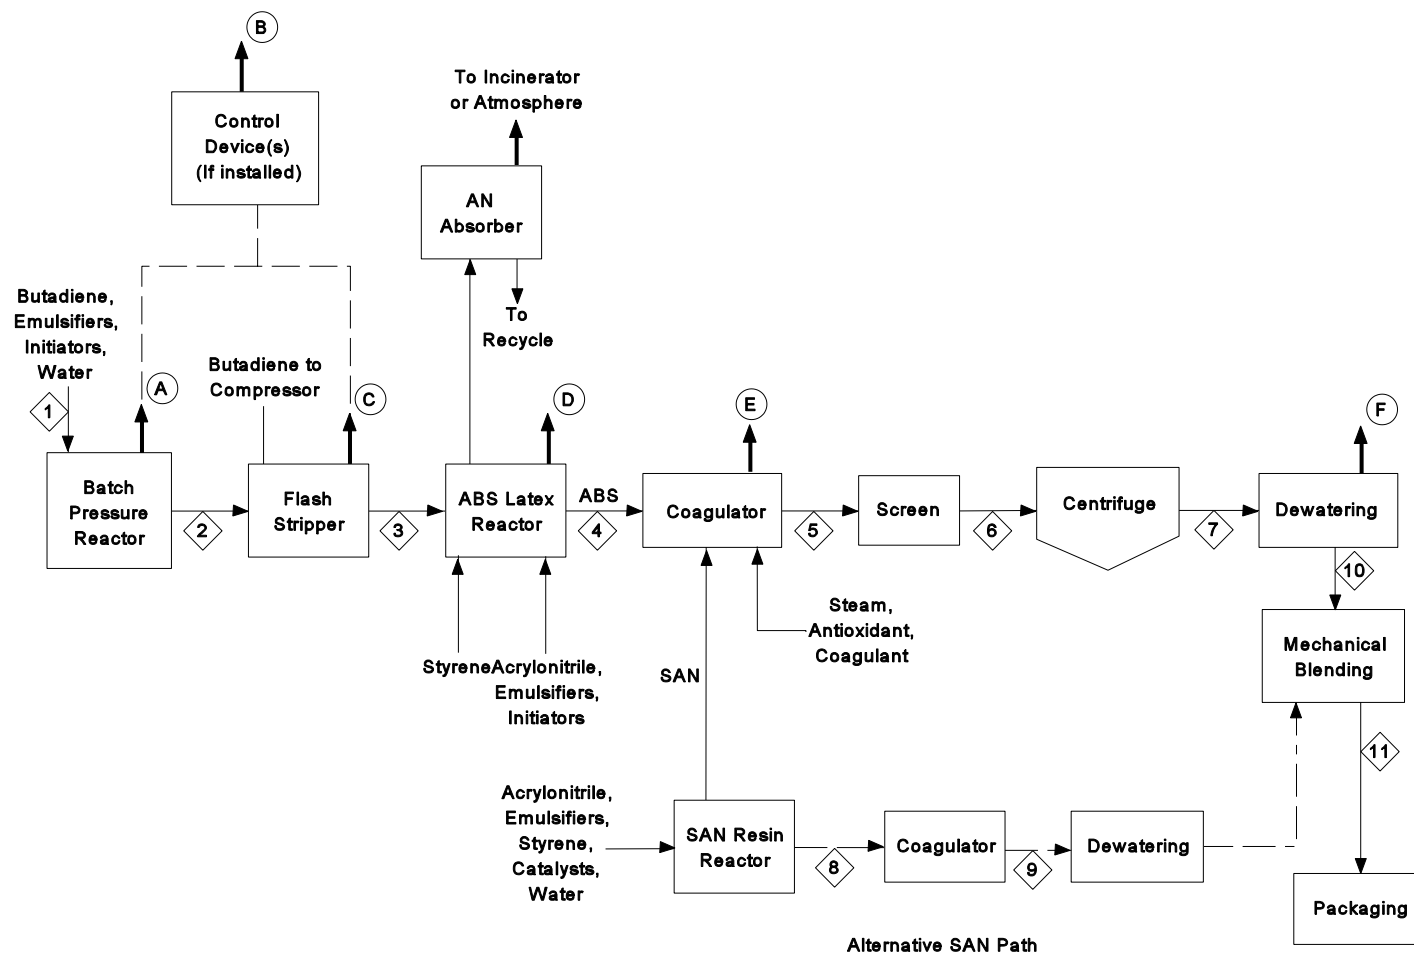 B
Control
Device(s)
(If installed)
To Incinerator
or Atmosphere
AN
Absorber
To
Recycle
Butadiene,
Emulsifiers,
Initiators,
Water
1
A
Butadiene to
Compressor
C
D
E
F
Batch
Pressure
Reactor
2
Flash
Stripper
3
ABS Latex
Reactor
ABS
4
Coagulator
5
Screen
6
Centrifuge
7
Dewatering
10
Styrene
Acrylonitrile,
Emulsifiers,
Initiators
SAN
Steam,
Antioxidant,
Coagulant
Mechanical
Blending
11
Acrylonitrile,
Emulsifiers,
Styrene,
Catalysts,
Water
SAN Resin
Reactor
8
Coagulator
9
Dewatering
Packaging
Alternative SAN Path